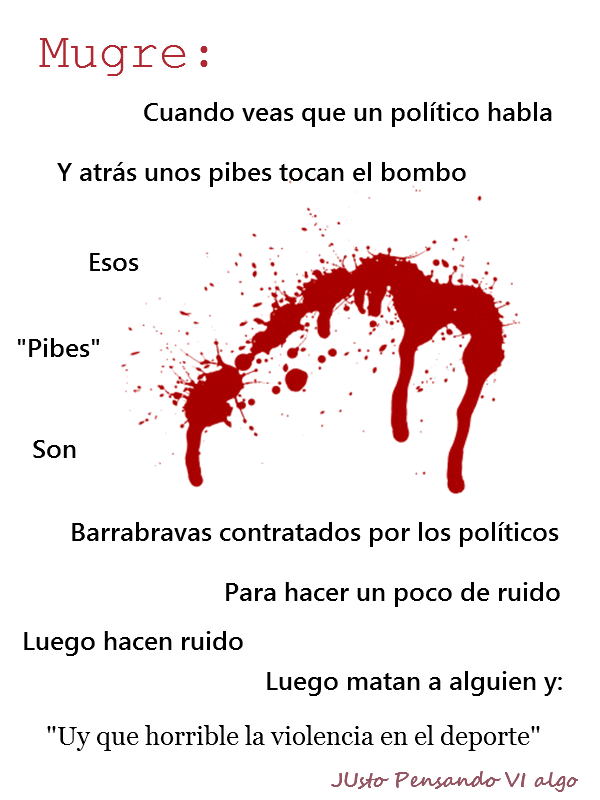 Mugre:
Cuando veas que un político habla
Y atrás unos pibes tocan el bombo
Esos
"Pibes"
Son
Barrabravas contratados por los políticos
Para hacer un poco de ruido
Luego hacen ruido
Luego matan a alguien y:
"Uy que horrible la violencia en el deporte"
JUsto Pensando VI algo